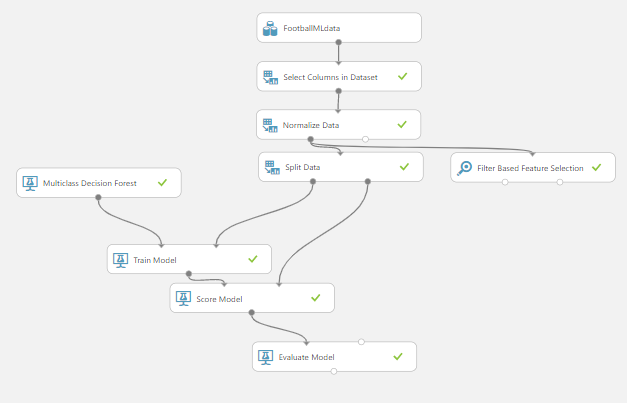 FootballMLdata
Select Columns in Dataset
Normalize Data
Split Data
Filter Based Feature Selection
Multiclass Decision Forest
Train Model
Score Model
Evaluate Model